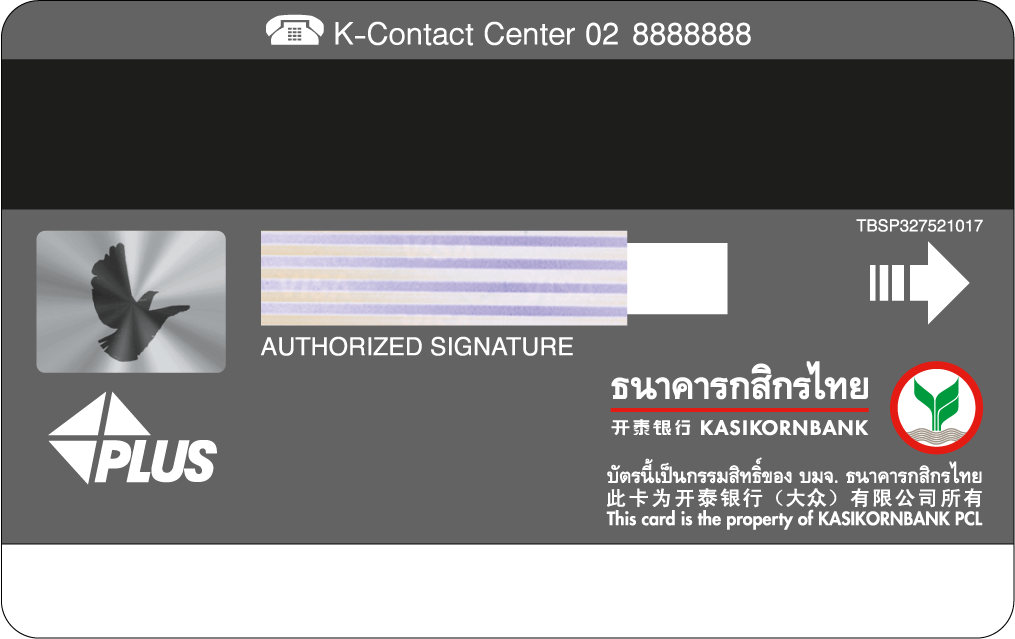 K-Contact Center 02 8888888
TBSP327521017
VISA
AUTHORIZED SIGNATURE
ธนาคารกสิกรไทย
开泰银行 KASIKORNBANK
PLUS
บัตรนี้เป็นกรรมสิทธิ์ของ บมจ. ธนาคารกสิกรไทย
此卡为开泰银行（大众）有限公司所有
This card is the property of KASIKORNBANK PCL